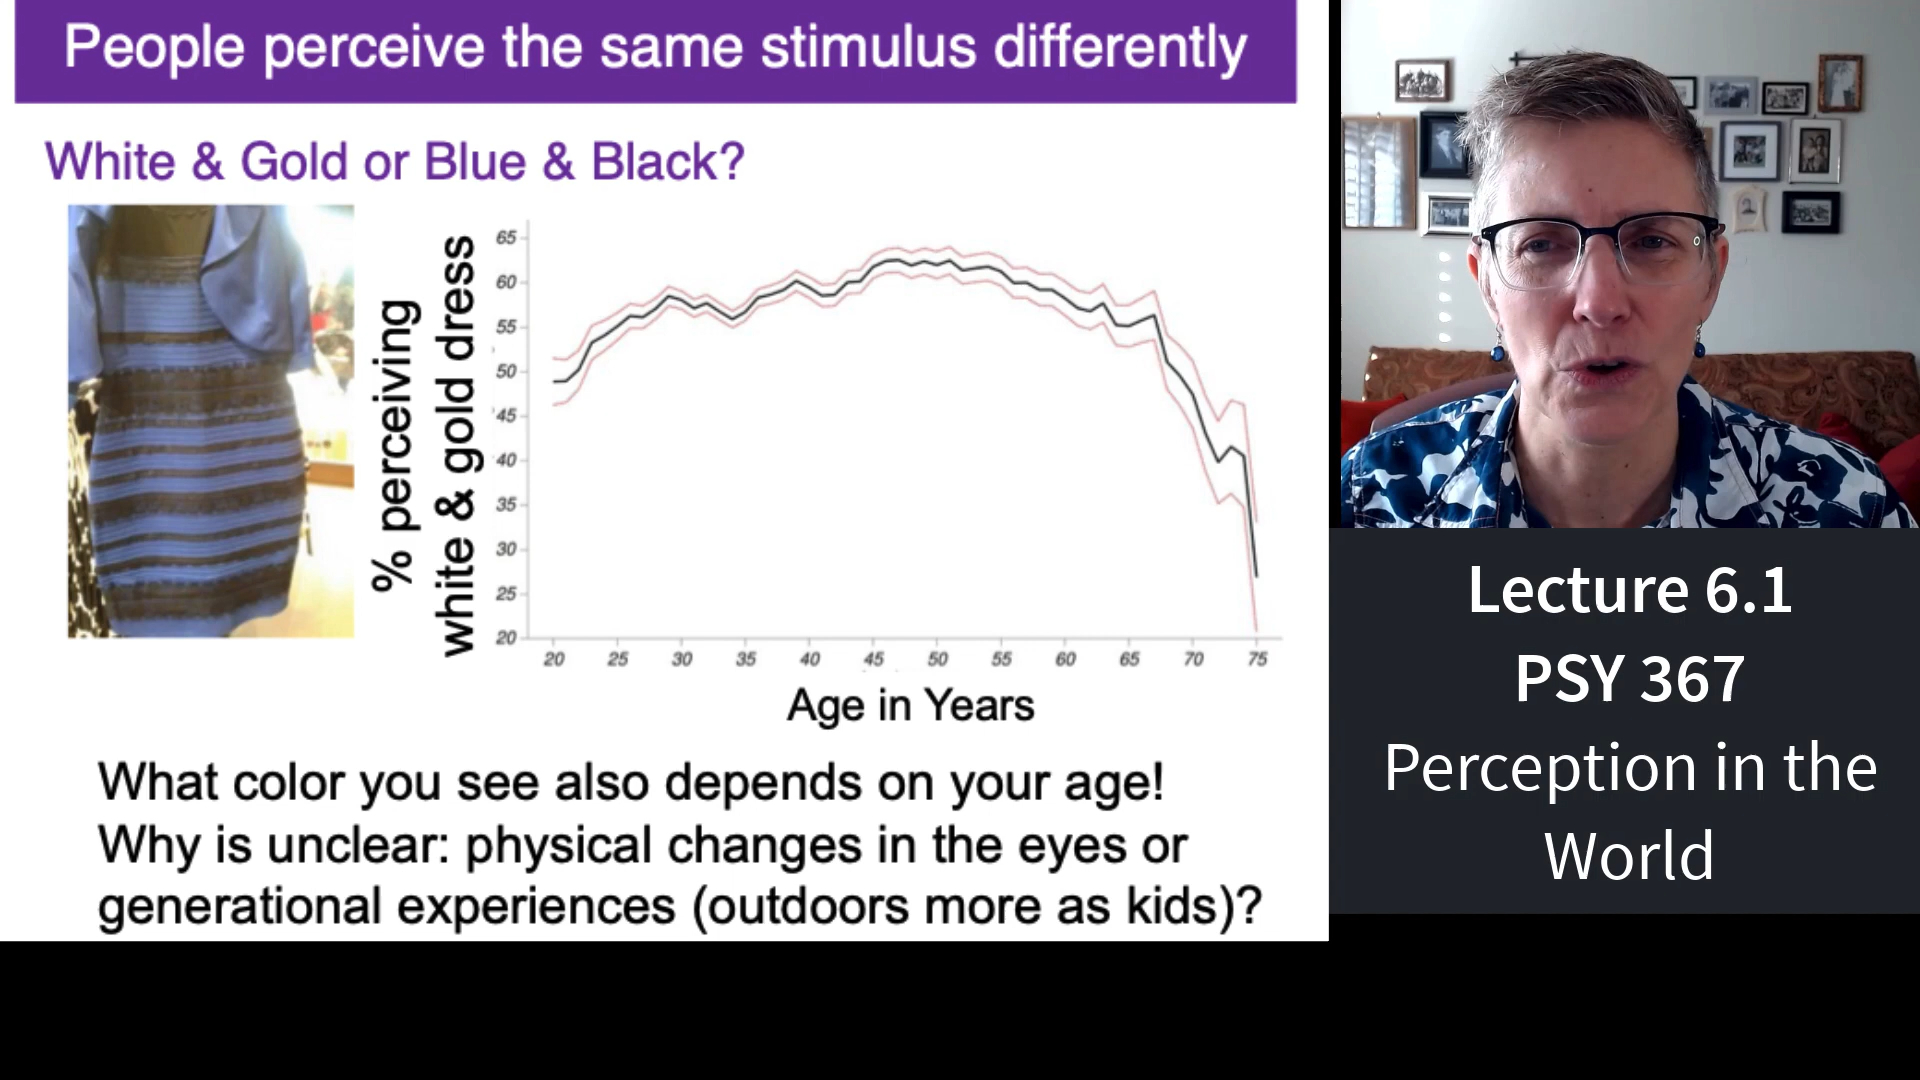 People perceive the same stimulus differently
White & Gold or Blue & Black?
% perceiving
white & gold dress
65
60
55
50
45
40
35
30
25
20
20 25 30 35 40 45 50 55 60 65 70 75
Age in Years
What color you see also depends on your age!
Why is unclear: physical changes in the eyes or
generational experiences (outdoors more as kids)?
Lecture 6.1
PSY 367
Perception in the
World